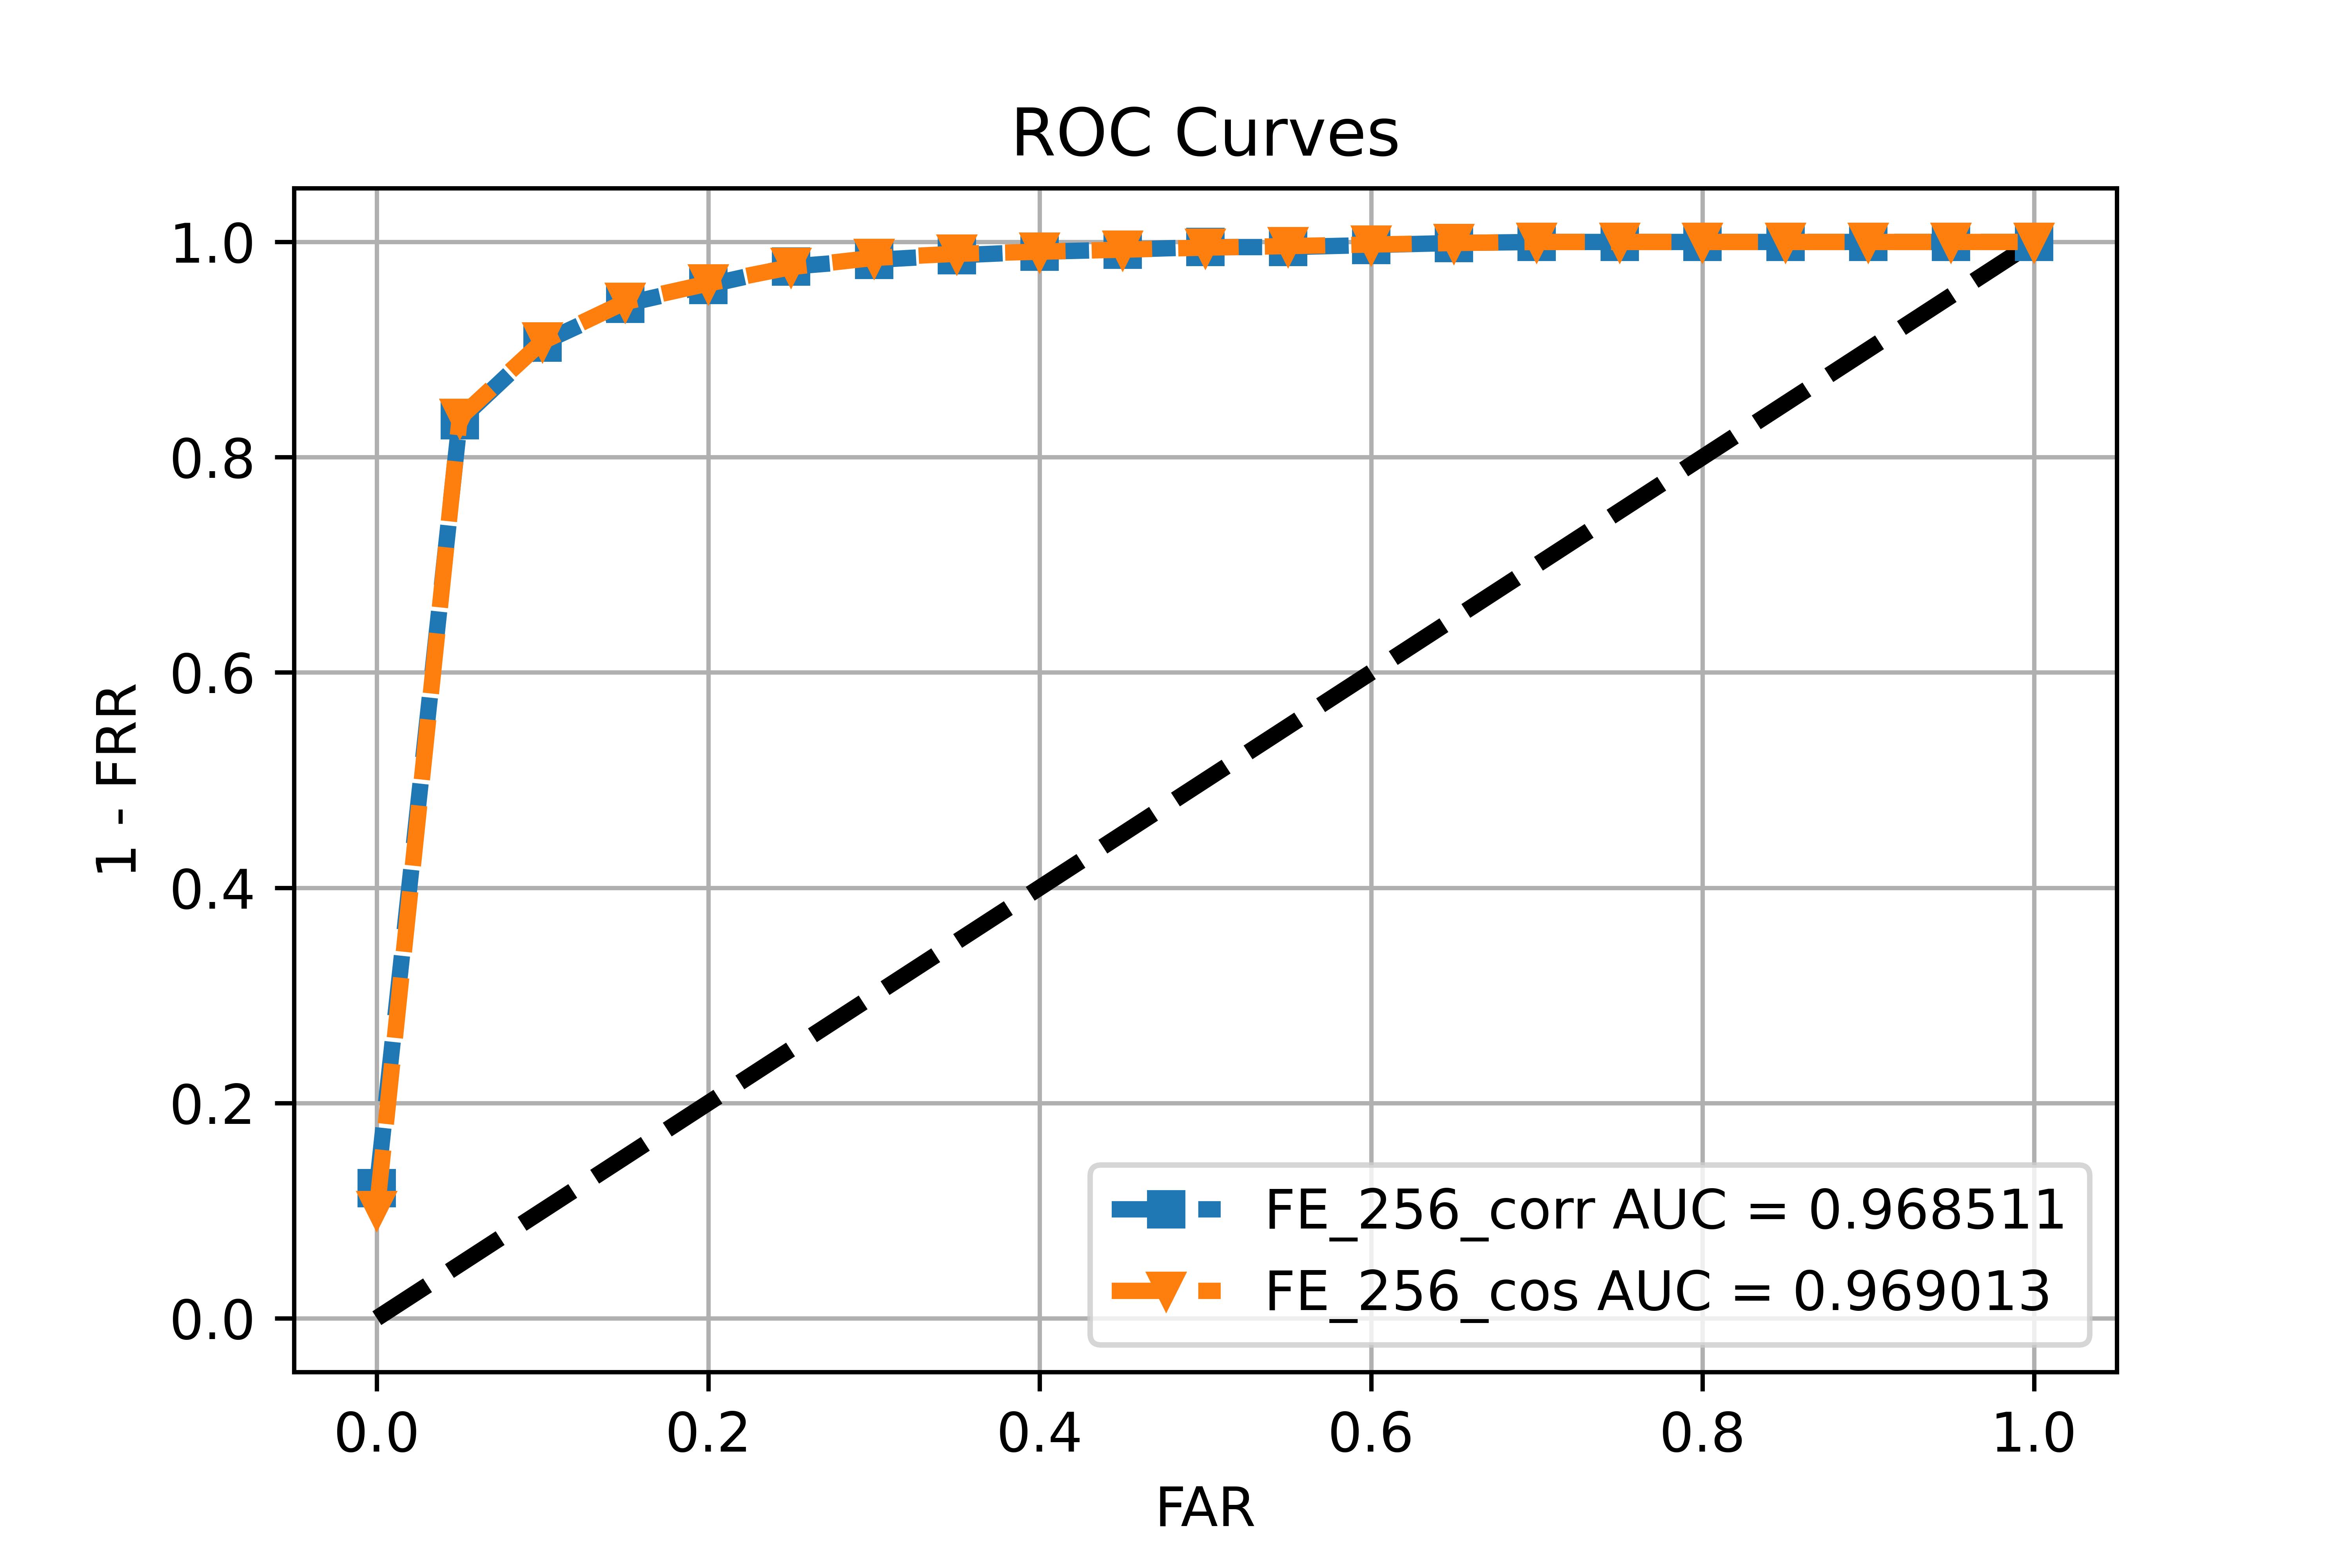 ROC Curves
1.0
0.8
0.6
0.4
0.2
0.0
1 - FRR
FE_256_corr AUC = 0.968511
FE_256_cos AUC = 0.969013
0.0 0.2 0.4 0.6 0.8 1.0
FAR